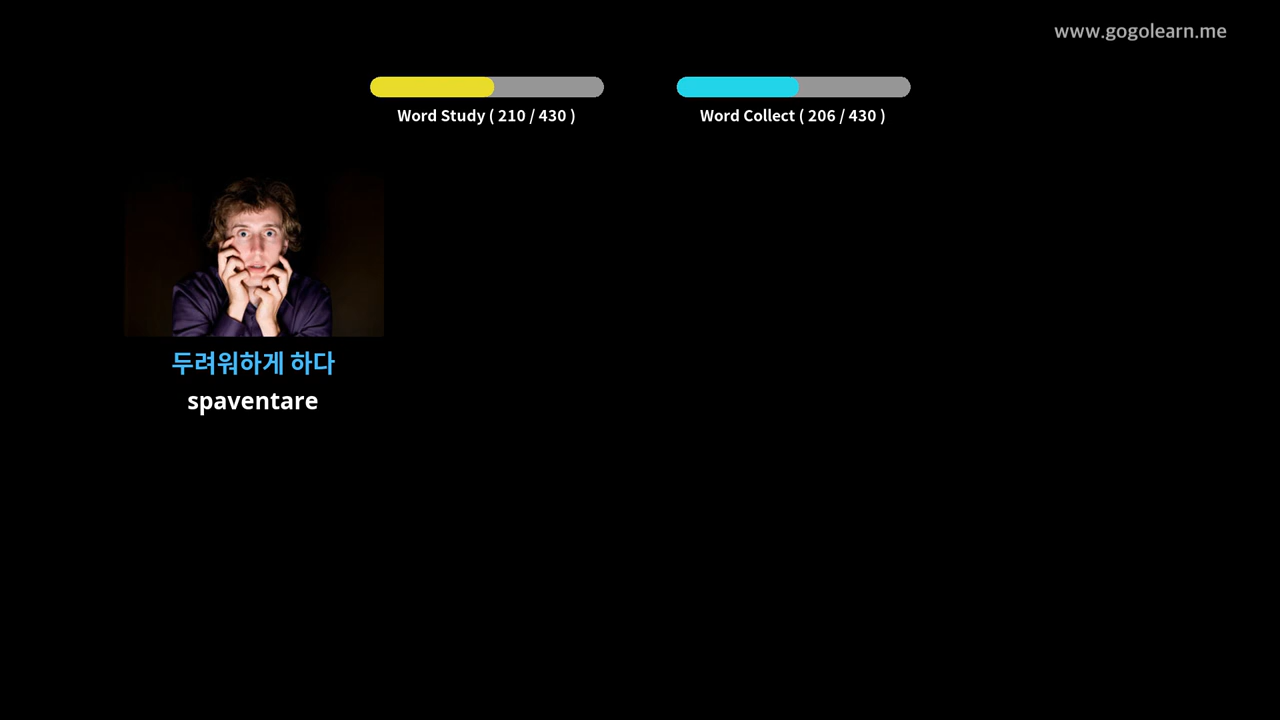 www.gogolearn.me
Word Study ( 210 / 430 )
Word Collect ( 206 / 430 )
두려워하게 하다
spaventare